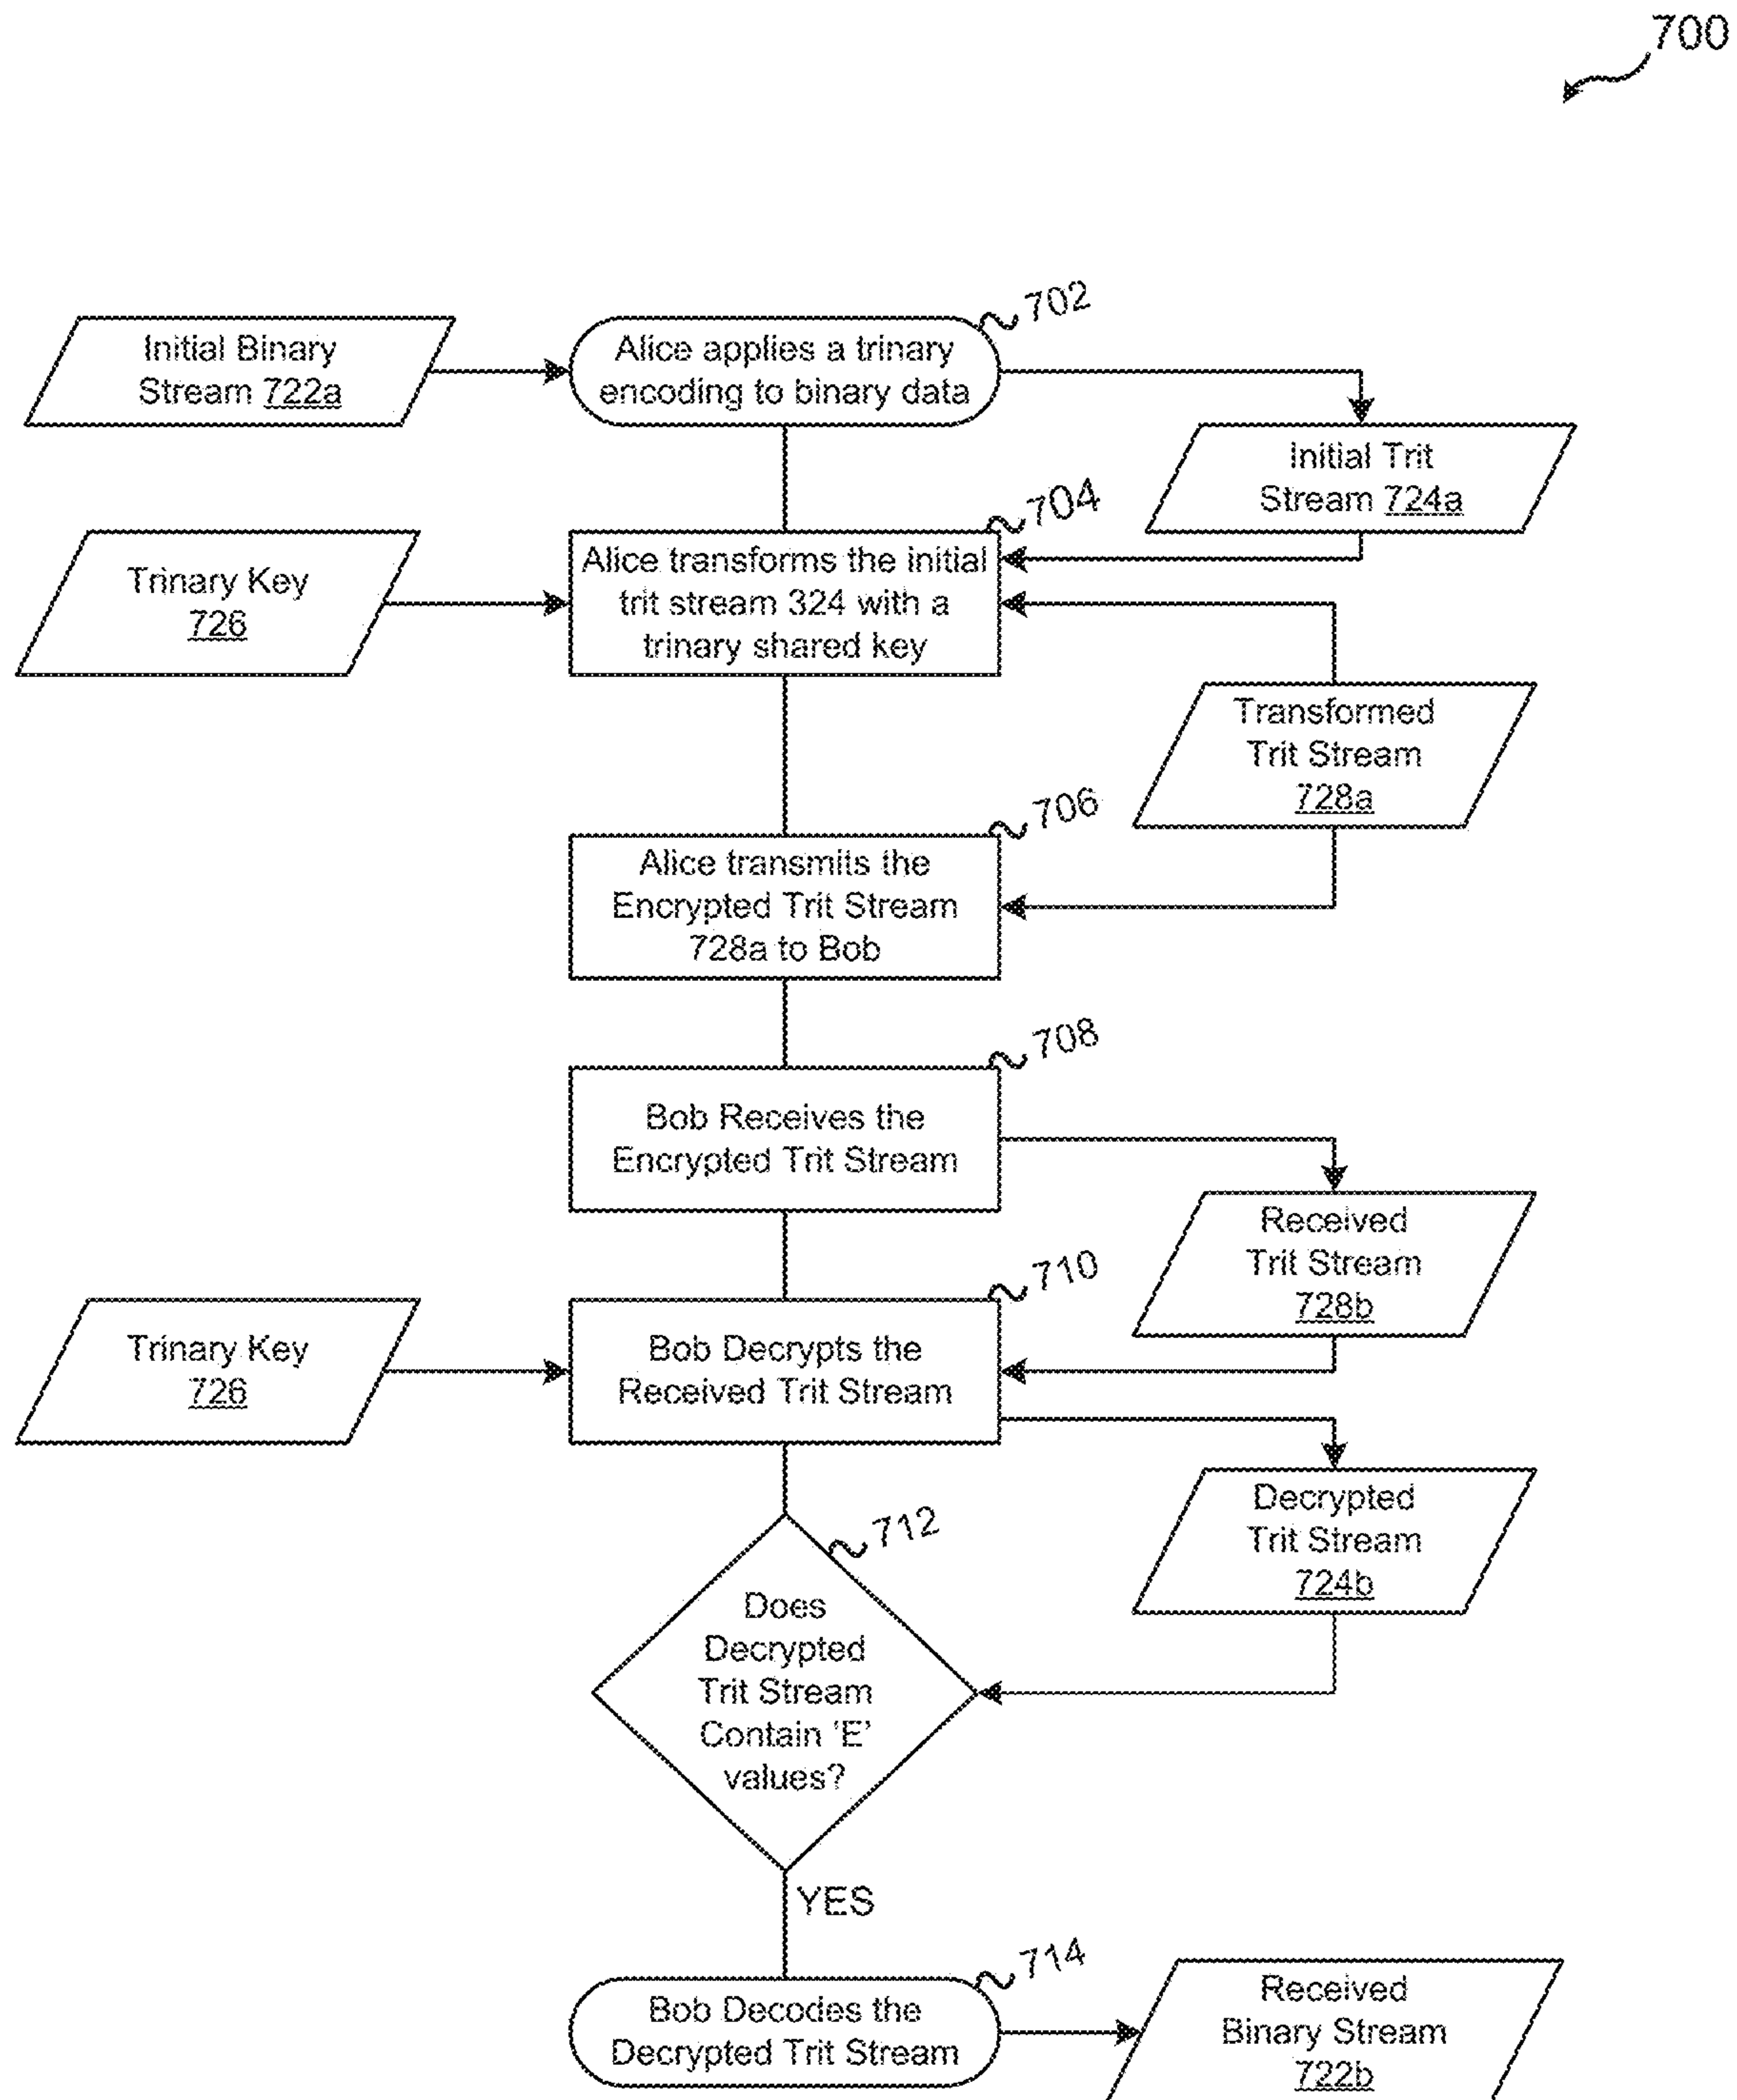 700
702
Initial Binary
Stream 722a
Alice applies a trinary
encoding to binary data
Initial Trit
Stream 724a
704
Trinary Key
726
Alice transforms the initial
trit stream 324 with a
trinary shared key
Transformed
Trit Stream
728a
706
Alice transmits the
Encrypted Trit Stream
728a to Bob
708
Bob Receives the
Encrypted Trit Stream
Received
Trit Stream
728b
710
Trinary Key
726
Bob Decrypts the
Received Trit Stream
Decrypted
Trit Stream
724b
712
Does
Decrypted
Trit Stream
Contain 'E'
values?
YES
714
Bob Decodes the
Decrypted Trit Stream
Received
Binary Stream
722b